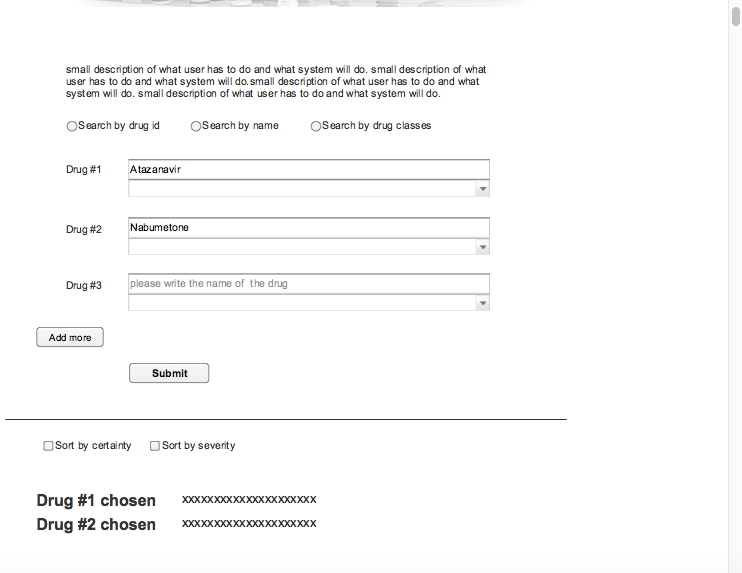 small description of what user has to do and what system will do. small description of what
user has to do and what system will do.small description of what user has to do and what
system will do. small description of what user has to do and what system will do.
Search by drug id Search by name Search by drug classes
Drug #1 Atazanavir
Drug #2 Nabumetone
Drug #3 please write the name of the drug
Add more
Submit
Sort by certainty Sort by severity
Drug #1 chosen xxxxxxxxxxxxxxxxxxxxx
Drug #2 chosen xxxxxxxxxxxxxxxxxxxxx